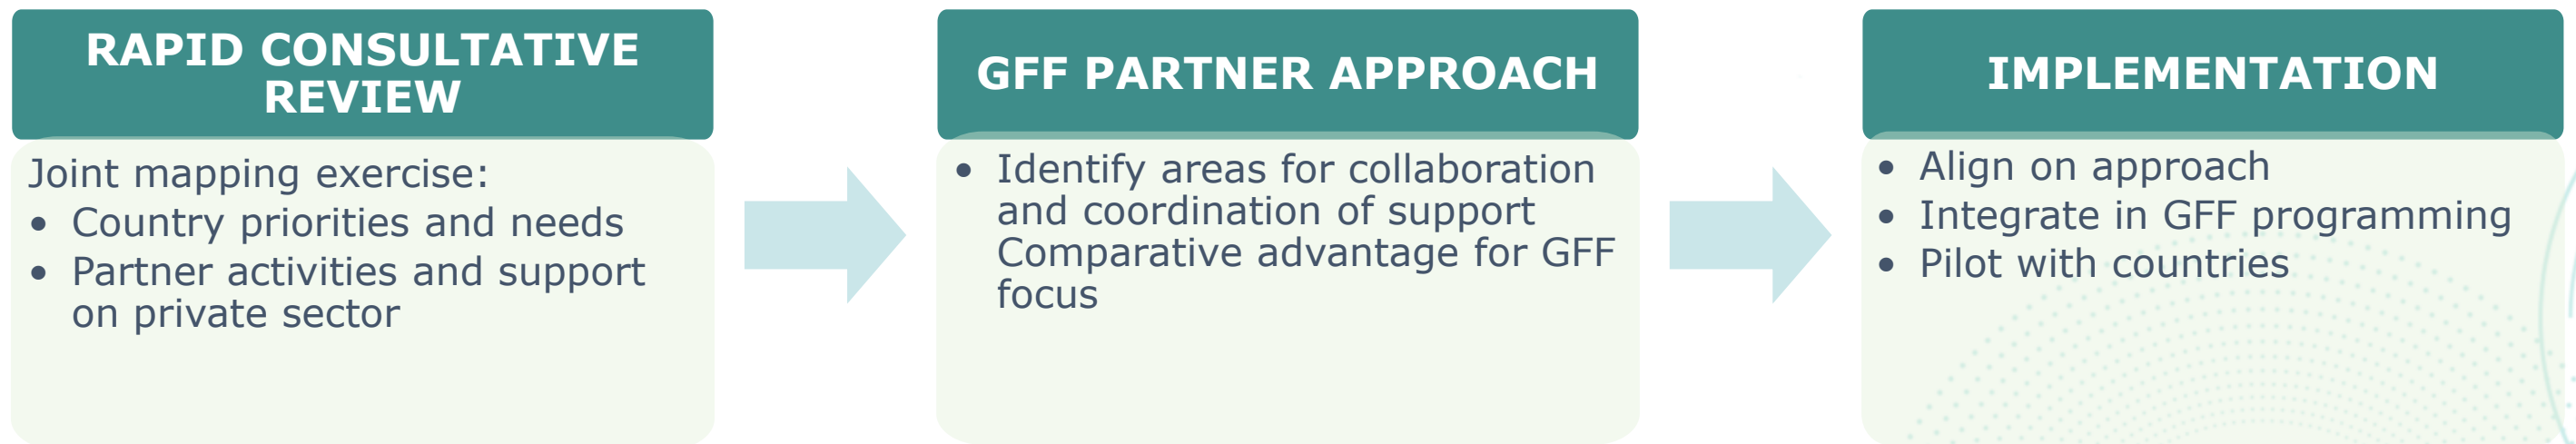 RAPID CONSULTATIVE
REVIEW
Joint mapping exercise:
• Country priorities and needs
• Partner activities and support
on private sector
GFF PARTNER APPROACH
• Identify areas for collaboration
and coordination of support
Comparative advantage for GFF
focus
IMPLEMENTATION
• Align on approach
• Integrate in GFF programming
• Pilot with countries